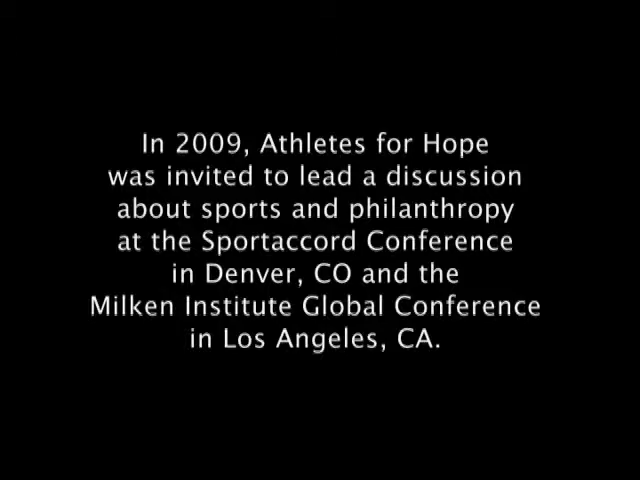 In 2009, Athletes for Hope
was invited to lead a discussion
about sports and philanthropy
at the Sportaccord Conference
in Denver, CO and the
Milken Institute Global Conference
in Los Angeles, CA.